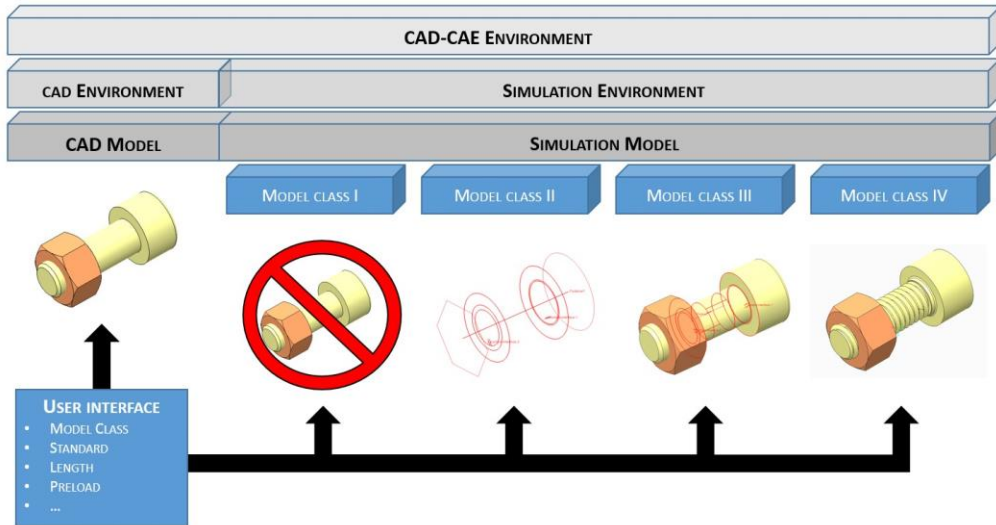 CAD-CAE ENVIRONMENT
CAD ENVIRONMENT
SIMULATION ENVIRONMENT
CAD MODEL
SIMULATION MODEL
MODEL CLASS I
MODEL CLASS II
MODEL CLASS III
MODEL CLASS IV
USER INTERFACE
• MODEL CLASS
• STANDARD
• LENGTH
• PRELOAD
• ...